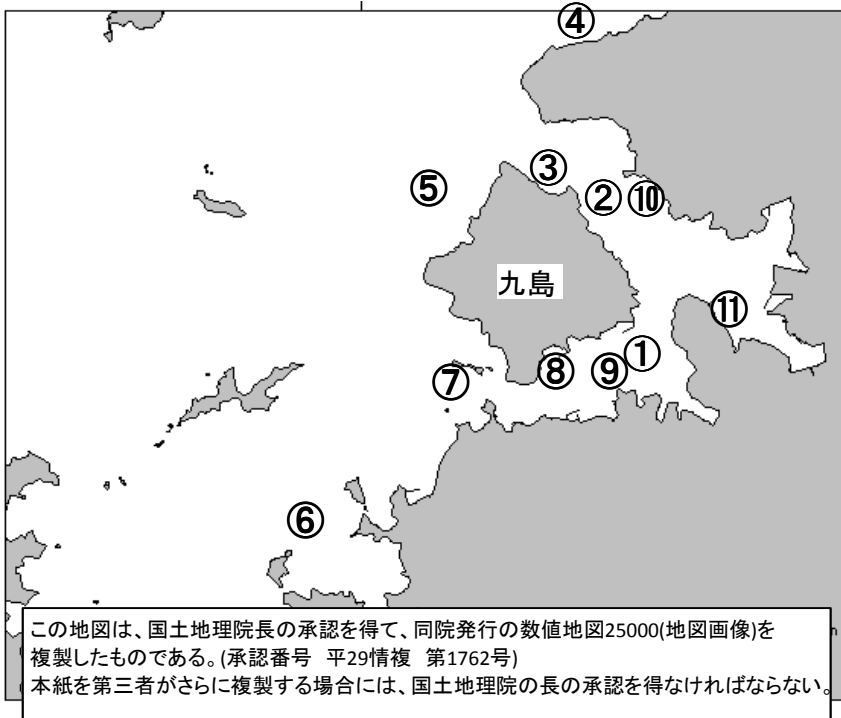 ④
③
⑤
②
⑩
九島
⑪
①
⑧
⑨
⑦
⑥
この地図は、国土地理院長の承認を得て、同院発行の数値地図25000(地図画像)を
複製したものである。(承認番号 平29情複 第1762号)
本紙を第三者がさらに複製する場合には、国土地理院の長の承認を得なければならない。